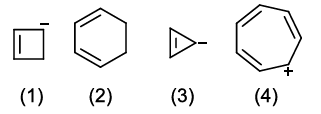 − − +
(1) (2) (3) (4)